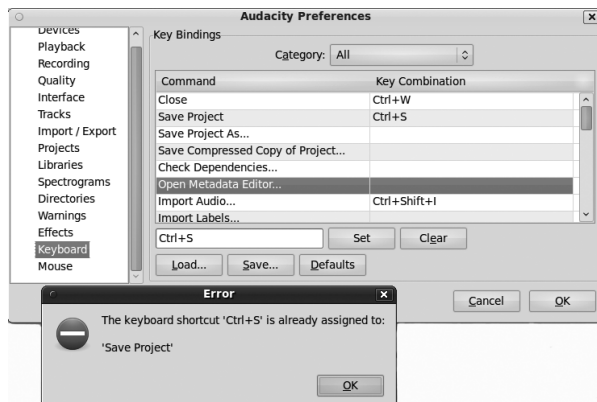 Audacity Preferences
Devices
Playback
Recording
Quality
Interface
Tracks
Import / Export
Projects
Libraries
Spectrograms
Directories
Warnings
Effects
Keyboard
Mouse
Key Bindings
Category: All
Command Key Combination
Close Ctrl+W
Save Project Ctrl+S
Save Project As...
Save Compressed Copy of Project...
Check Dependencies...
Open Metadata Editor...
Import Audio... Ctrl+Shift+I
Import Labels...
Ctrl+S Set Clear
Load... Save... Defaults
Cancel OK
Error
The keyboard shortcut 'Ctrl+S' is already assigned to:
'Save Project'
OK